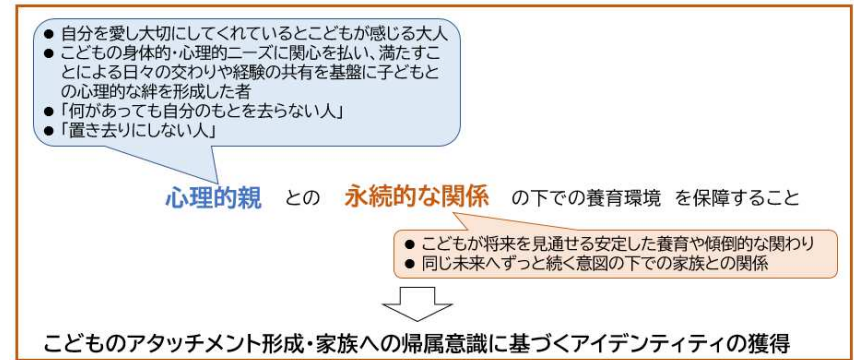 ● 自分を愛し大切にしてくれているとこどもが感じる大人
● こどもの身体的・心理的ニーズに関心を払い、満たすこ
とによる日々の交わりや経験の共有を基盤に子どもと
の心理的な絆を形成した者
● 「何があっても自分のもとを去らない人」
● 「置き去りにしない人」
心理的親 との 永続的な関係 の下での養育環境 を保障すること
● こどもが将来を見通せる安定した養育や傾倒的な関わり
● 同じ未来へずっと続く意図の下での家族との関係
こどものアタッチメント形成・家族への帰属意識に基づくアイデンティティの獲得